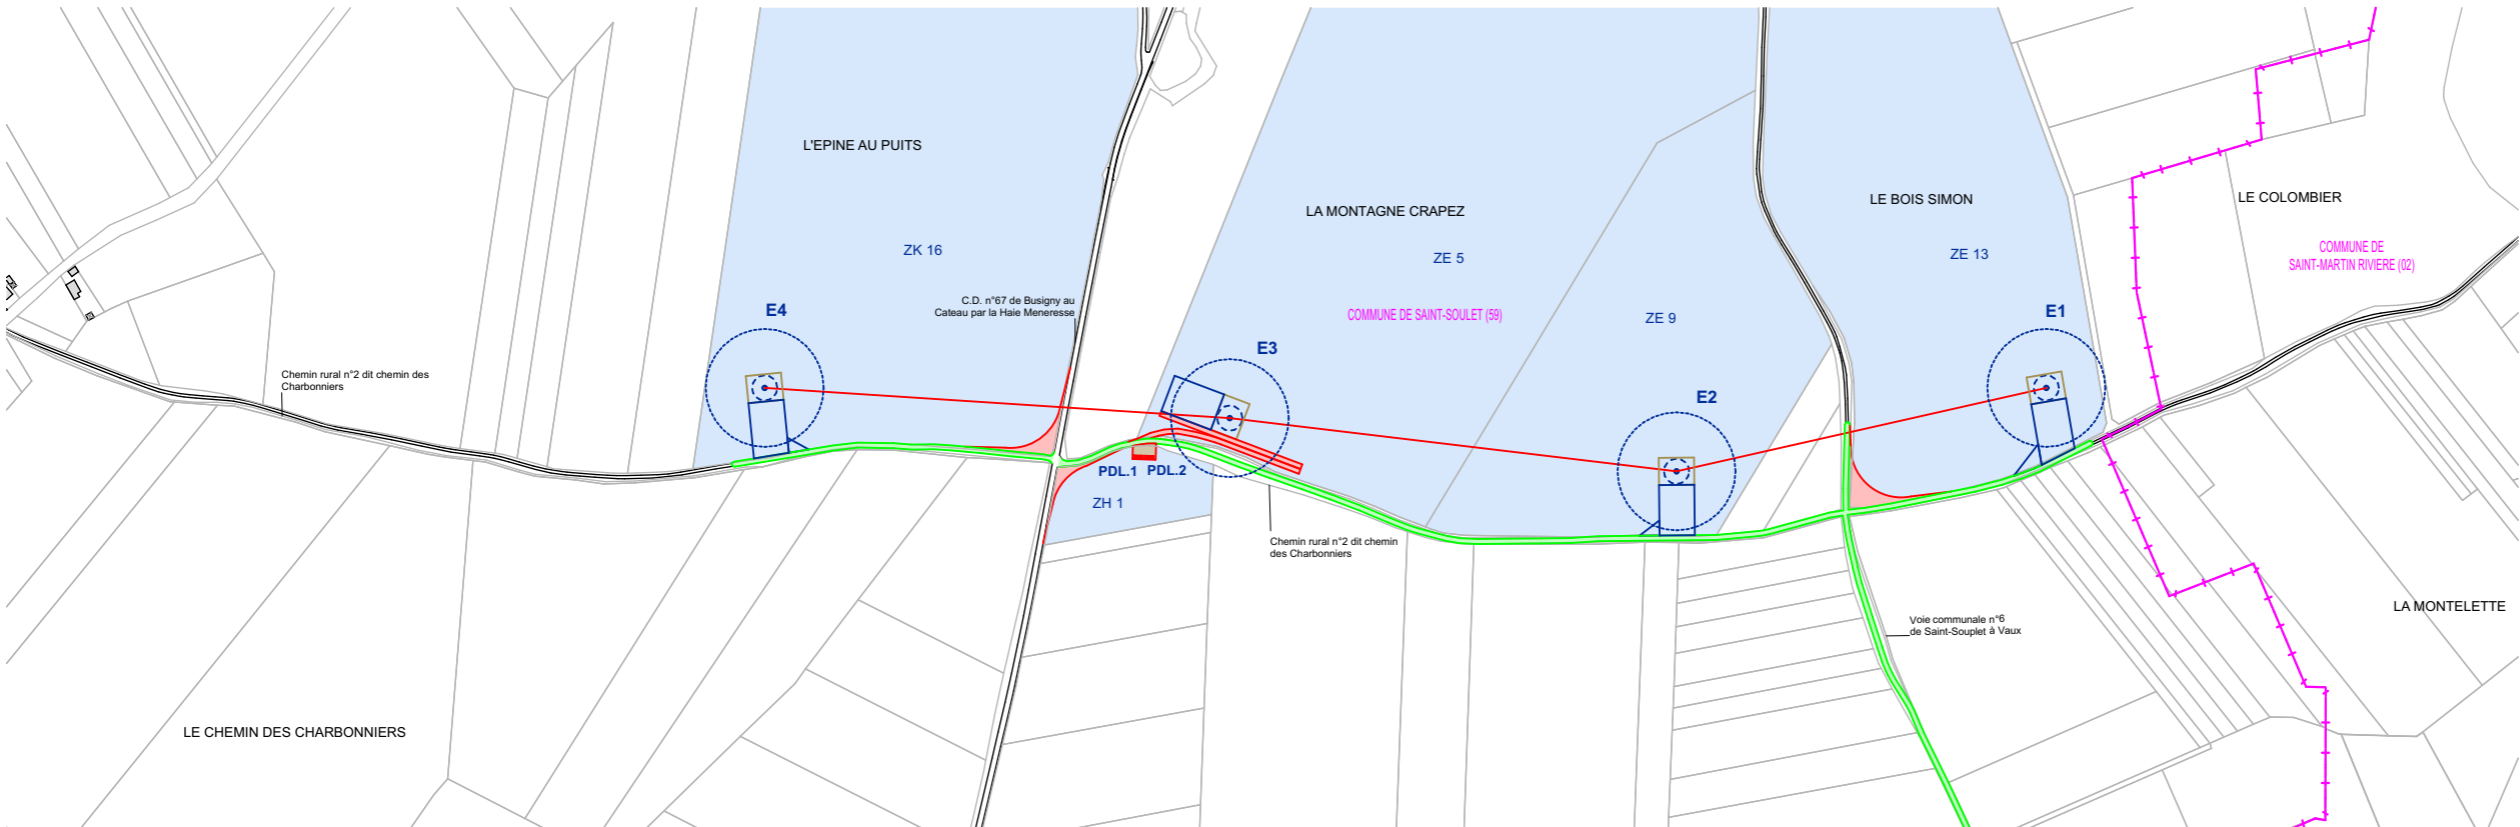 L'EPINE AU PUITS
ZK 16
C.D. n°67 de Busigny au
Cateau par la Haie Meneresse
E4
Chemin rural n°2 dit chemin des
Charbonniers
LA MONTAGNE CRAPEZ
ZE 5
COMMUNE DE SAINT-SOULET (59)
ZE 9
E3
E2
LE BOIS SIMON
ZE 13
E1
LE COLOMBIER
COMMUNE DE
SAINT-MARTIN RIVIERE (02)
PDL.1
PDL.2
ZH 1
Chemin rural n°2 dit chemin
des Charbonniers
Voie communale n°6
de Saint-Souplet à Vaux
LA MONTELETTE
LE CHEMIN DES CHARBONNIERS